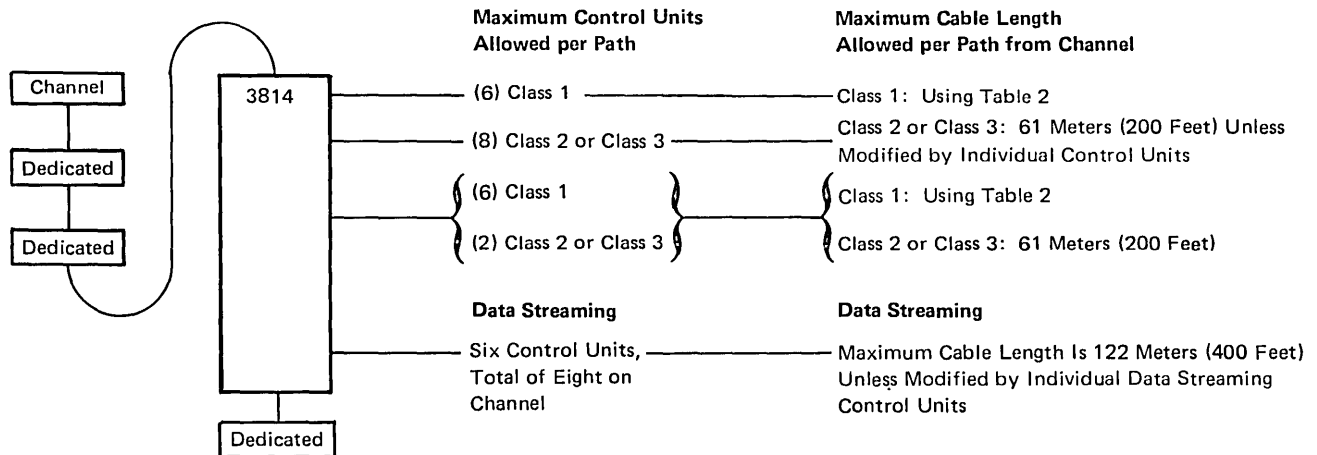 Maximum Control Units
Allowed per Path
Maximum Cable Length
Allowed per Path from Channel
Channel
Dedicated
Dedicated
3814
Dedicated
(6) Class 1
Class 1: Using Table 2
(8) Class 2 or Class 3
Class 2 or Class 3: 61 Meters (200 Feet) Unless
Modified by Individual Control Units
(6) Class 1
(2) Class 2 or Class 3
Class 1: Using Table 2
Class 2 or Class 3: 61 Meters (200 Feet)
Data Streaming
Six Control Units,
Total of Eight on
Channel
Data Streaming
Maximum Cable Length Is 122 Meters (400 Feet)
Unless Modified by Individual Data Streaming
Control Units